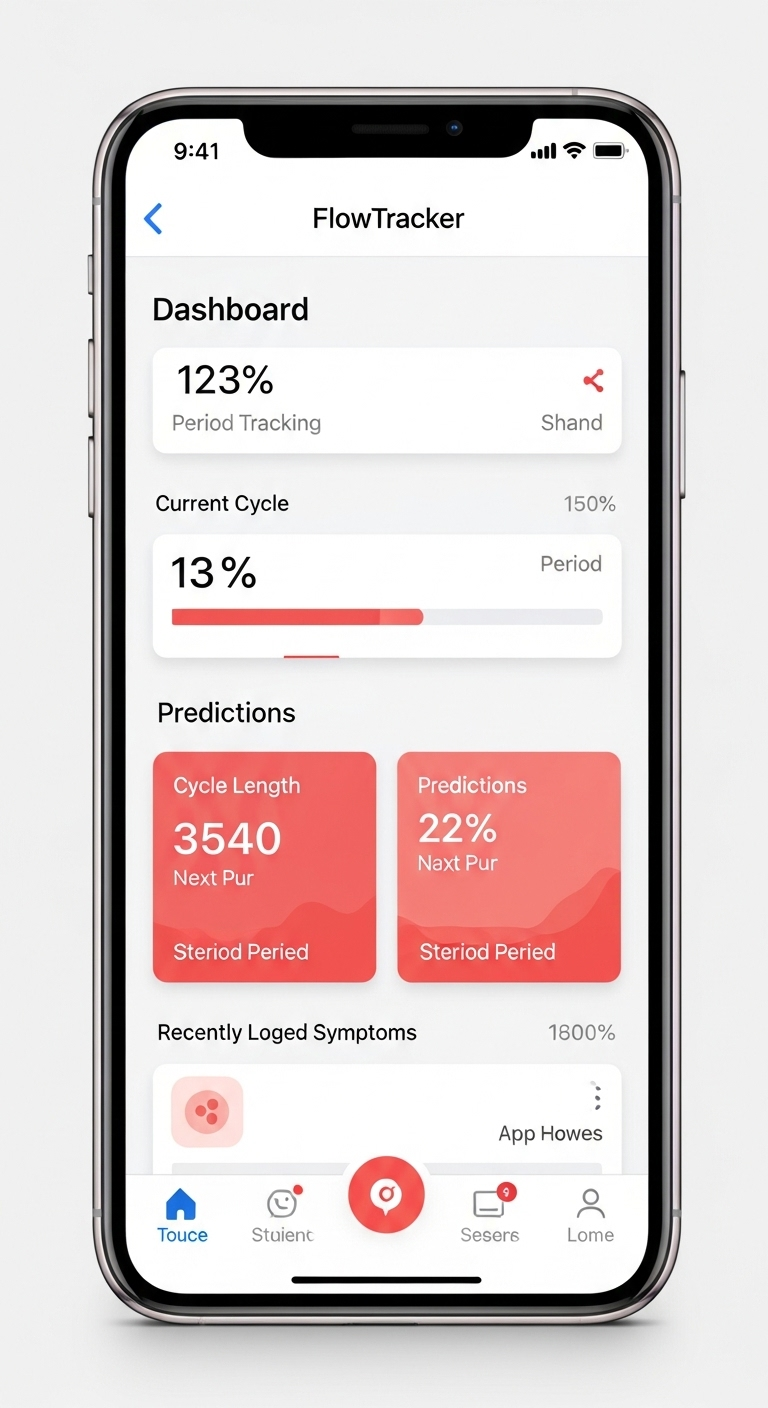 9:41
FlowTracker
Dashboard
123%
Period Tracking Shand
Current Cycle 150%
13%
Period
Predictions
Cycle Length
3540
Next Pur
Steriod Peried
Predictions
22%
Naxt Pur
Steriod Peried
Recently Loged Symptoms 1800%
App Howes
9
Touce Stuient Sesers Lome